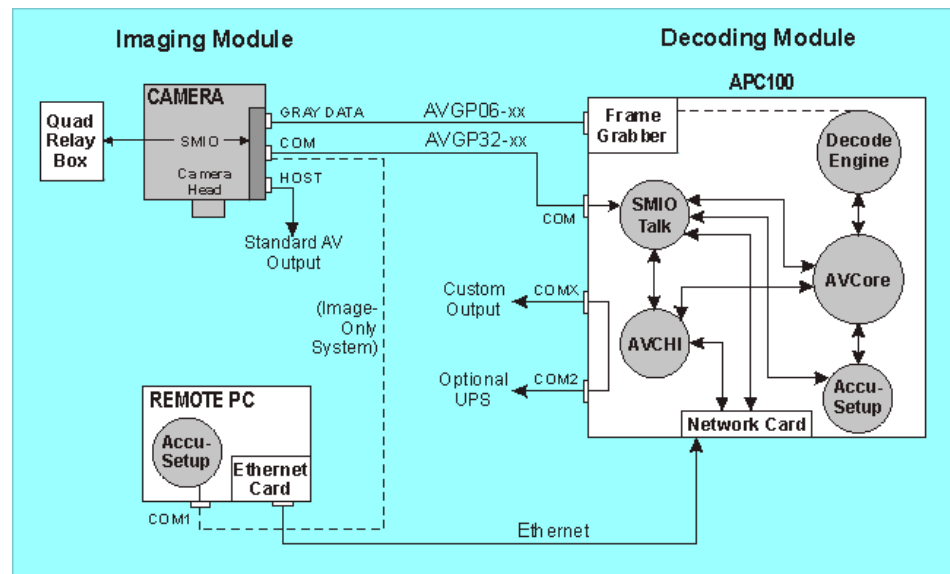 Imaging Module
Decoding Module
APC100
CAMERA
Quad
Relay
Box
SMIO
Camera
Head
GRAY DATA
COM
HOST
Standard AV
Output
AVGP06-xx
AVGP32-xx
Frame
Grabber
Decode
Engine
COM
SMIO
Talk
AVCore
Custom
Output
COMX
AVCHI
Optional
UPS
COM2
Accu-
Setup
Network Card
(Image-
Only
System)
REMOTE PC
Accu-
Setup
Ethernet
Card
COM1
Ethernet